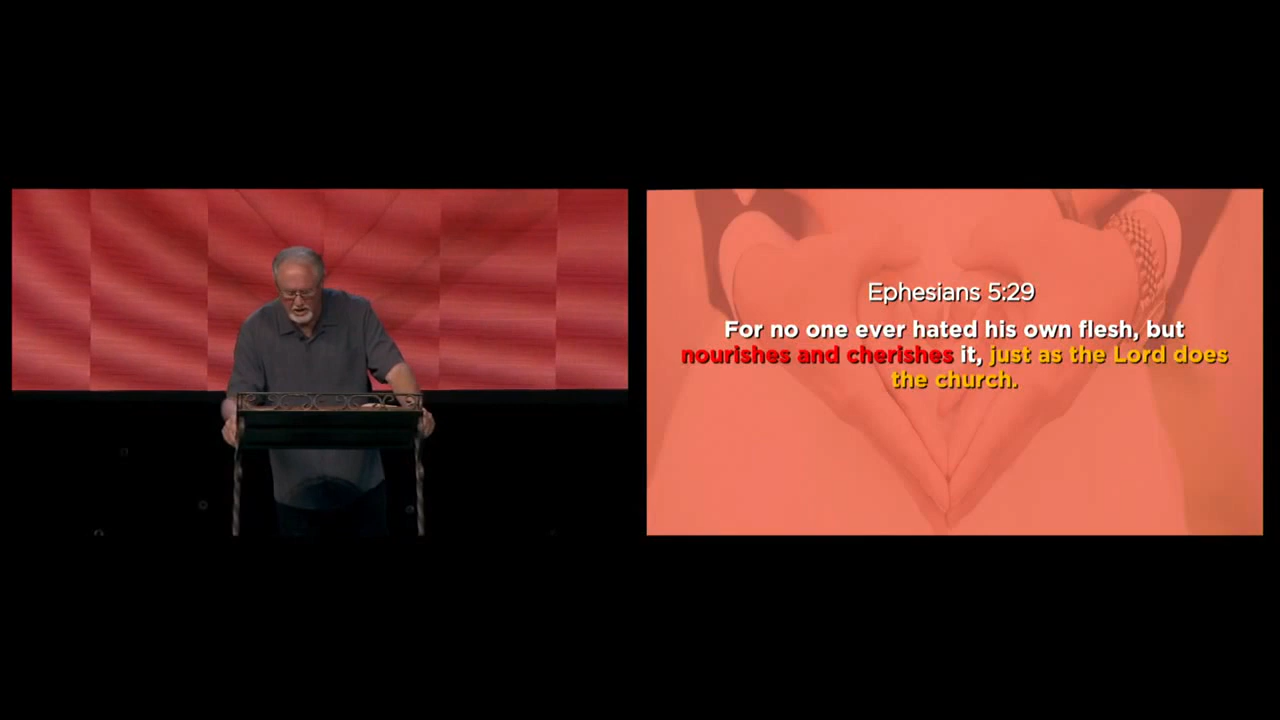 Ephesians 5:29
For no one ever hated his own flesh, but
nourishes and cherishes it, just as the Lord does
the church.